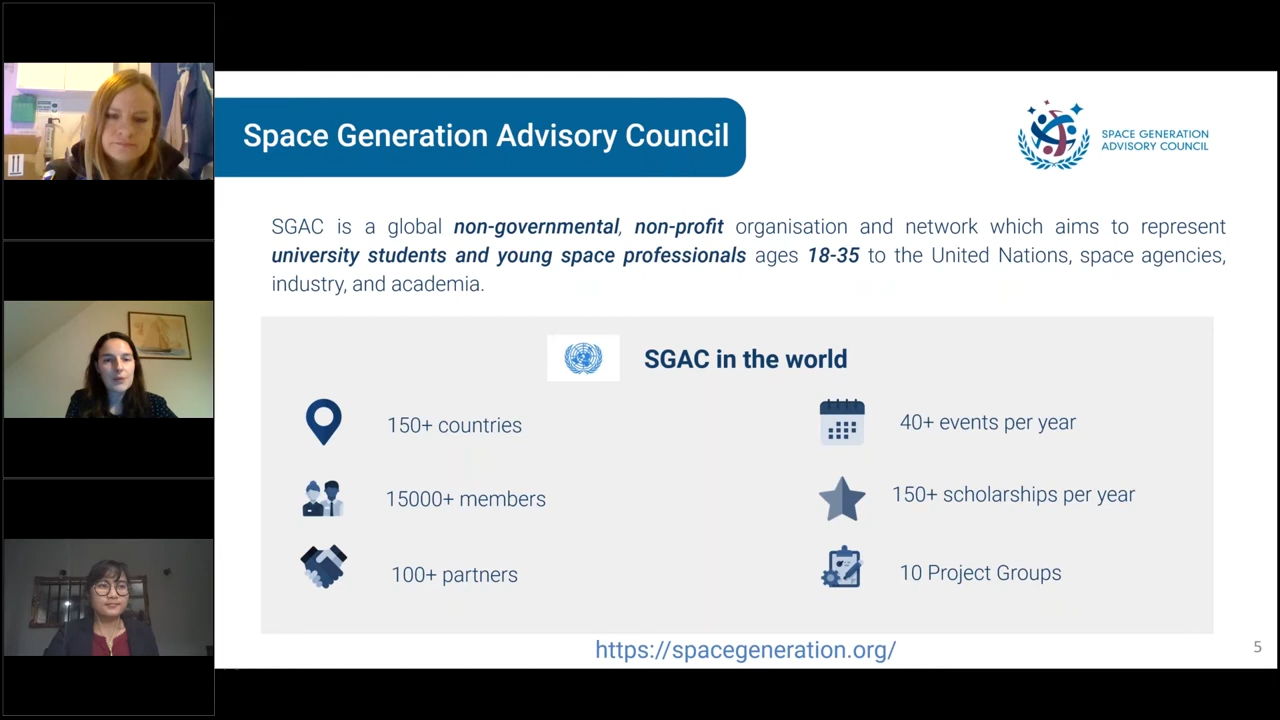 Space Generation Advisory Council
SPACE GENERATION
ADVISORY COUNCIL
SGAC is a global non-governmental, non-profit organisation and network which aims to represent
university students and young space professionals ages 18-35 to the United Nations, space agencies,
industry, and academia.
SGAC in the world
150+ countries
40+ events per year
15000+ members
150+ scholarships per year
100+ partners
10 Project Groups
https://spacegeneration.org/
5